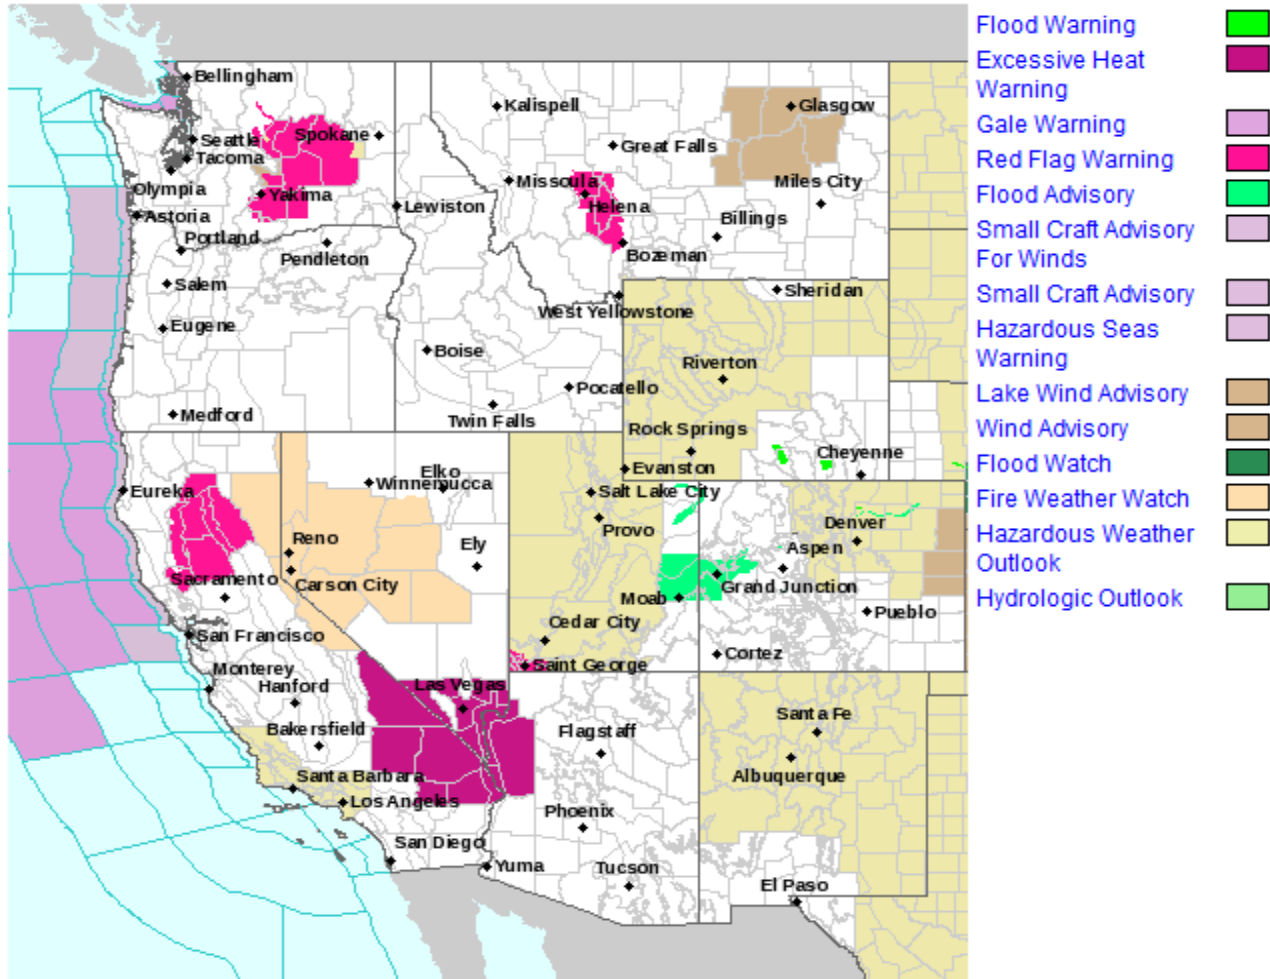 Bellingham
Seattle
Tacoma
Olympia
Astoria
Spokane
Yakima
Lewiston
Portland
Pendleton
Salem
Eugene
Medford
Kalispell
Great Falls
Glasgow
Missoula
Helena
Miles City
Billings
Bozeman
West Yellowstone
Sheridan
Boise
Pocatello
Twin Falls
Riverton
Rock Springs
Cheyenne
Evanston
Eureka
Elko
Winnemucca
Reno
Ely
Carson City
Sacramento
San Francisco
Monterey
Hanford
Bakersfield
Santa Barbara
Los Angeles
San Diego
Las Vegas
Salt Lake City
Provo
Moab
Cedar City
Saint George
Denver
Aspen
Grand Junction
Pueblo
Cortez
Flagstaff
Phoenix
Yuma
Tucson
Santa Fe
Albuquerque
El Paso
Flood Warning
Excessive Heat
Warning
Gale Warning
Red Flag Warning
Flood Advisory
Small Craft Advisory
For Winds
Small Craft Advisory
Hazardous Seas
Warning
Lake Wind Advisory
Wind Advisory
Flood Watch
Fire Weather Watch
Hazardous Weather
Outlook
Hydrologic Outlook